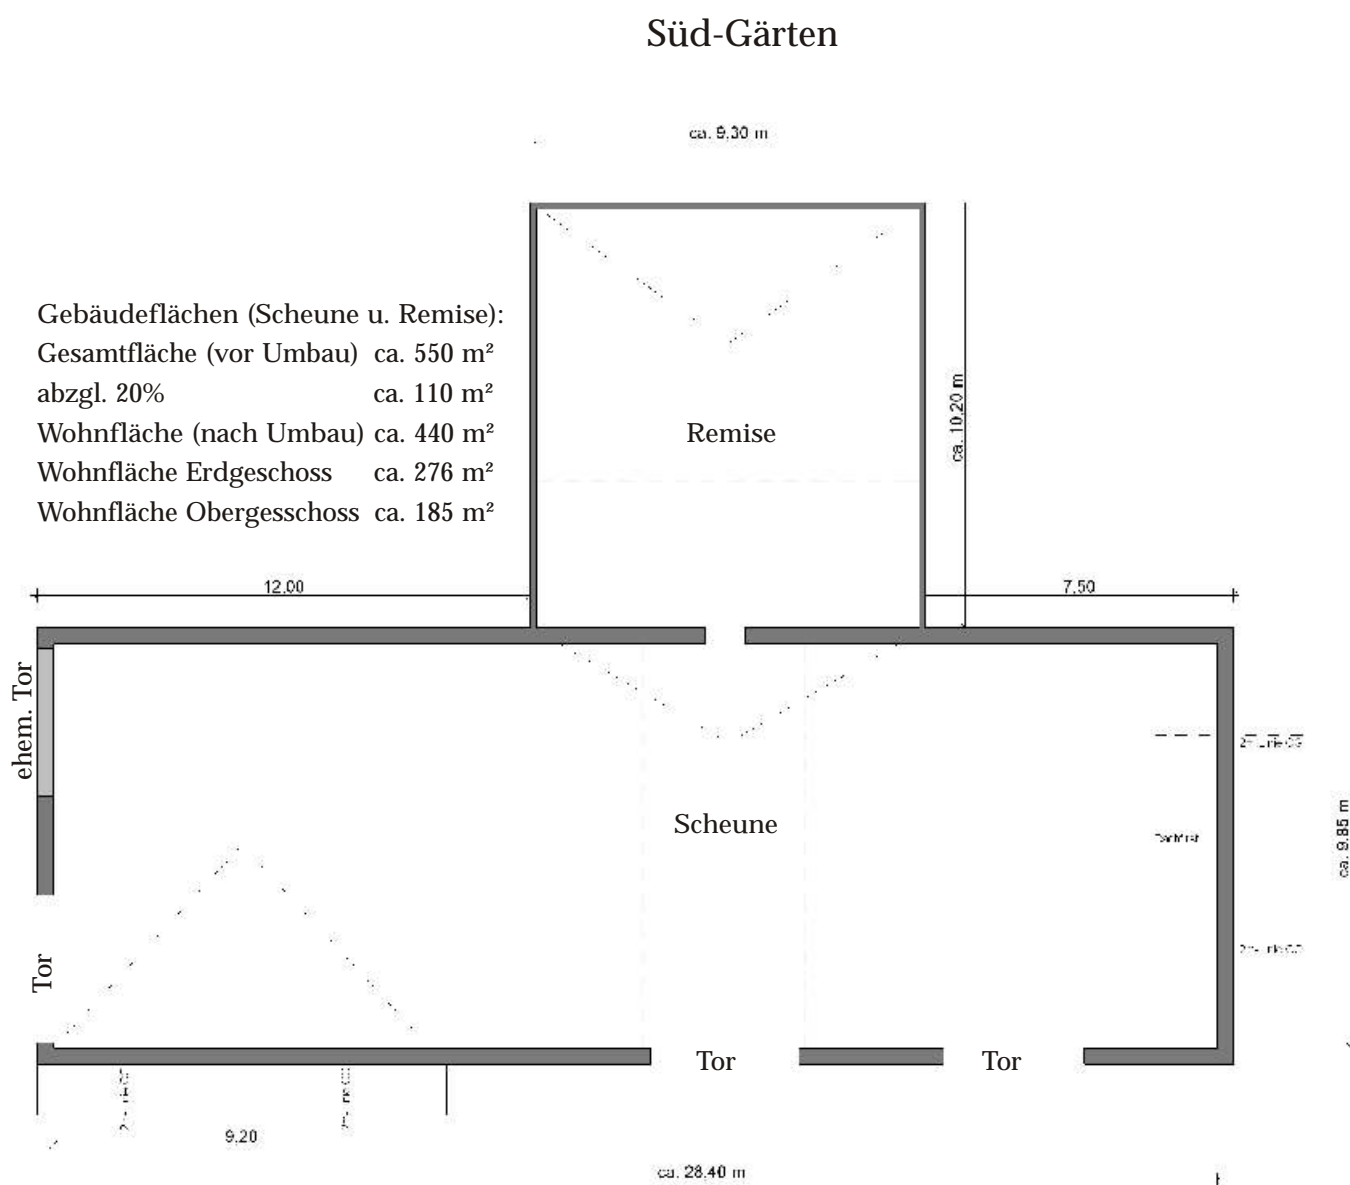 Süd-Gärten
ca. 9,30 m
Gebäudeflächen (Scheune u. Remise):
Gesamtfläche (vor Umbau) ca. 550 m²
abzgl. 20% ca. 110 m²
Wohnfläche (nach Umbau) ca. 440 m²
Wohnfläche Erdgeschoss ca. 276 m²
Wohnfläche Obergesschoss ca. 185 m²
ca. 10,20 m
Remise
12,00
7,50
ehem. Tor
Scheune
ca. 9,85 m
Tor
Tor
Tor
9,20
ca. 28,40 m